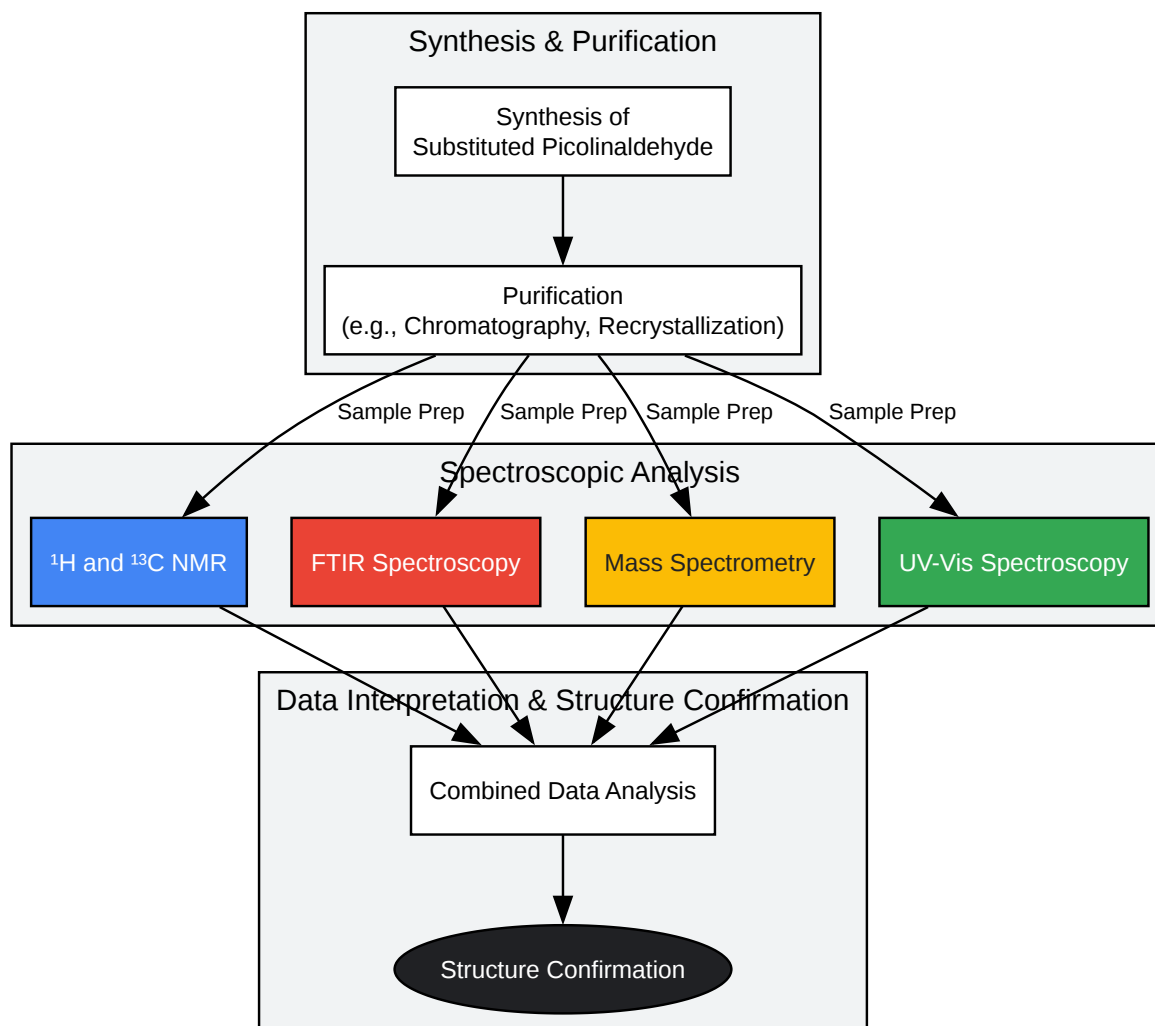 Synthesis & Purification
Synthesis of
Substituted Picolinaldehyde
Purification
(e.g., Chromatography, Recrystallization)
Sample Prep
Sample Prep
Sample Prep
Sample Prep
Spectroscopic Analysis
¹H and ¹³C NMR
FTIR Spectroscopy
Mass Spectrometry
UV-Vis Spectroscopy
Data Interpretation & Structure Confirmation
Combined Data Analysis
Structure Confirmation